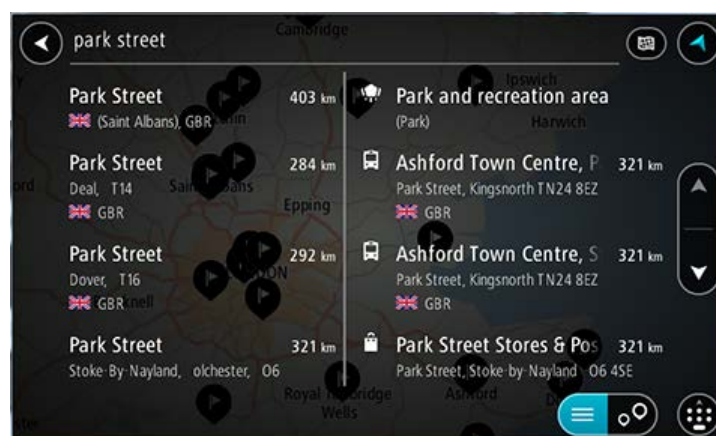 park street
Park Street
403 km
(Saint Albans), GBR
Park Street
284 km
Deal, T14
GBR
Park Street
292 km
Dover, T16
GBR
Park Street
321 km
Stoke-By-Nayland, olchester, O6
Park and recreation area
(Park)
Ashford Town Centre, P
321 km
Park Street, Kingsnorth TN24 8EZ
GBR
Ashford Town Centre, S
321 km
Park Street, Kingsnorth TN24 8EZ
GBR
Park Street Stores & Pos
321 km
Park Street, Stoke-by-Nayland O6 4SE
Cambridge
Ipswich
Harwich
Epping
Ashford
Wells